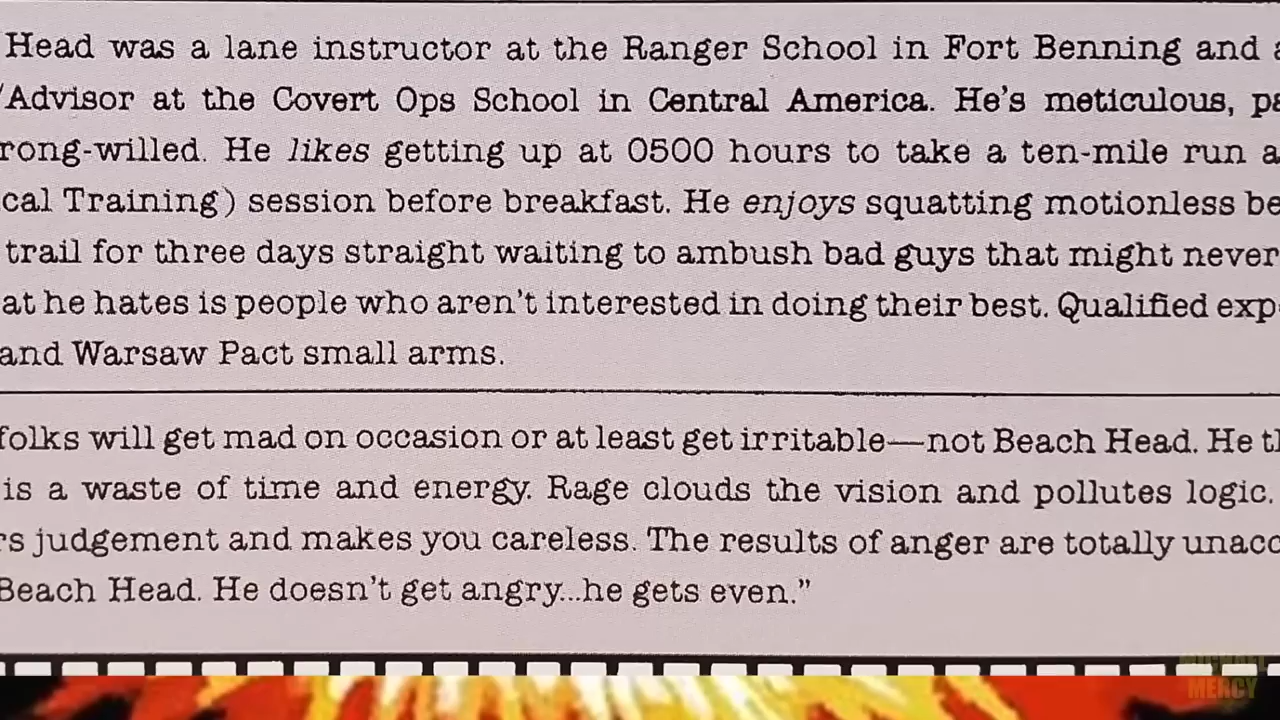 Head was a lane instructor at the Ranger School in Fort Benning and a
/Advisor at the Covert Ops School in Central America. He's meticulous, pa
rong-willed. He likes getting up at 0500 hours to take a ten-mile run a
cal Training) session before breakfast. He enjoys squatting motionless be
trail for three days straight waiting to ambush bad guys that might never
at he hates is people who aren't interested in doing their best. Qualified exp
and Warsaw Pact small arms.
folks will get mad on occasion or at least get irritable—not Beach Head. He th
is a waste of time and energy. Rage clouds the vision and pollutes logic.
rs judgement and makes you careless. The results of anger are totally unacc
Beach Head. He doesn't get angry...he gets even."
MERCY